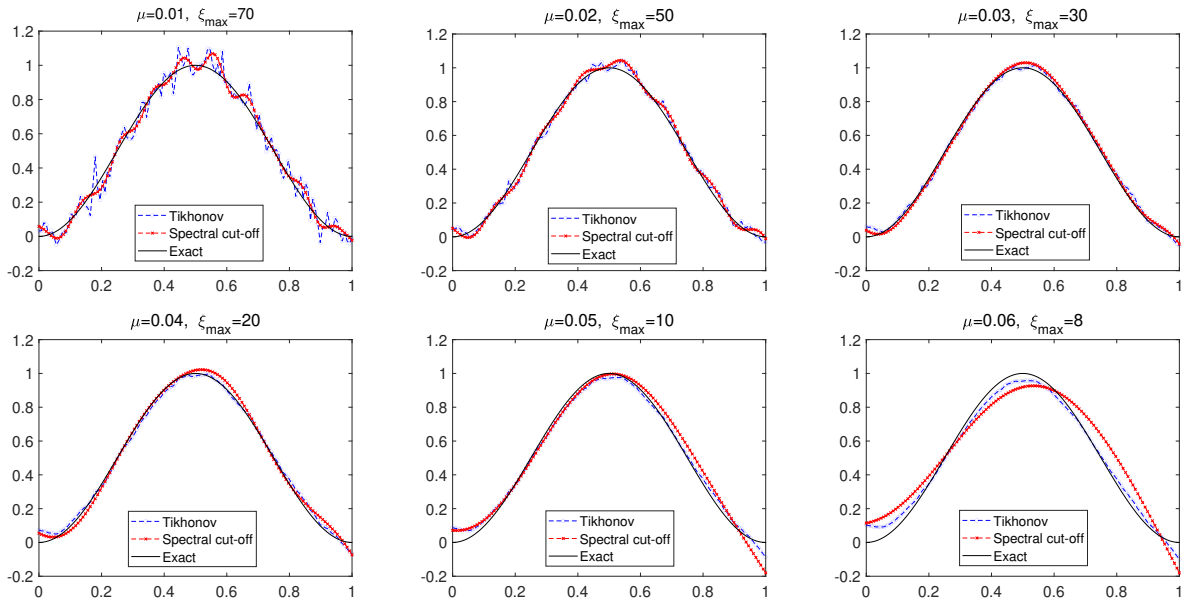 μ=0.01, ξmax=70
1.2
1
0.8
0.6
0.4
0.2
0
-0.2
0 0.2 0.4 0.6 0.8 1
Tikhonov
Spectral cut-off
Exact
μ=0.02, ξmax=50
1.2
1
0.8
0.6
0.4
0.2
0
-0.2
0 0.2 0.4 0.6 0.8 1
Tikhonov
Spectral cut-off
Exact
μ=0.03, ξmax=30
1.2
1
0.8
0.6
0.4
0.2
0
-0.2
0 0.2 0.4 0.6 0.8 1
Tikhonov
Spectral cut-off
Exact
μ=0.04, ξmax=20
1.2
1
0.8
0.6
0.4
0.2
0
-0.2
0 0.2 0.4 0.6 0.8 1
Tikhonov
Spectral cut-off
Exact
μ=0.05, ξmax=10
1.2
1
0.8
0.6
0.4
0.2
0
-0.2
0 0.2 0.4 0.6 0.8 1
Tikhonov
Spectral cut-off
Exact
μ=0.06, ξmax=8
1.2
1
0.8
0.6
0.4
0.2
0
-0.2
0 0.2 0.4 0.6 0.8 1
Tikhonov
Spectral cut-off
Exact